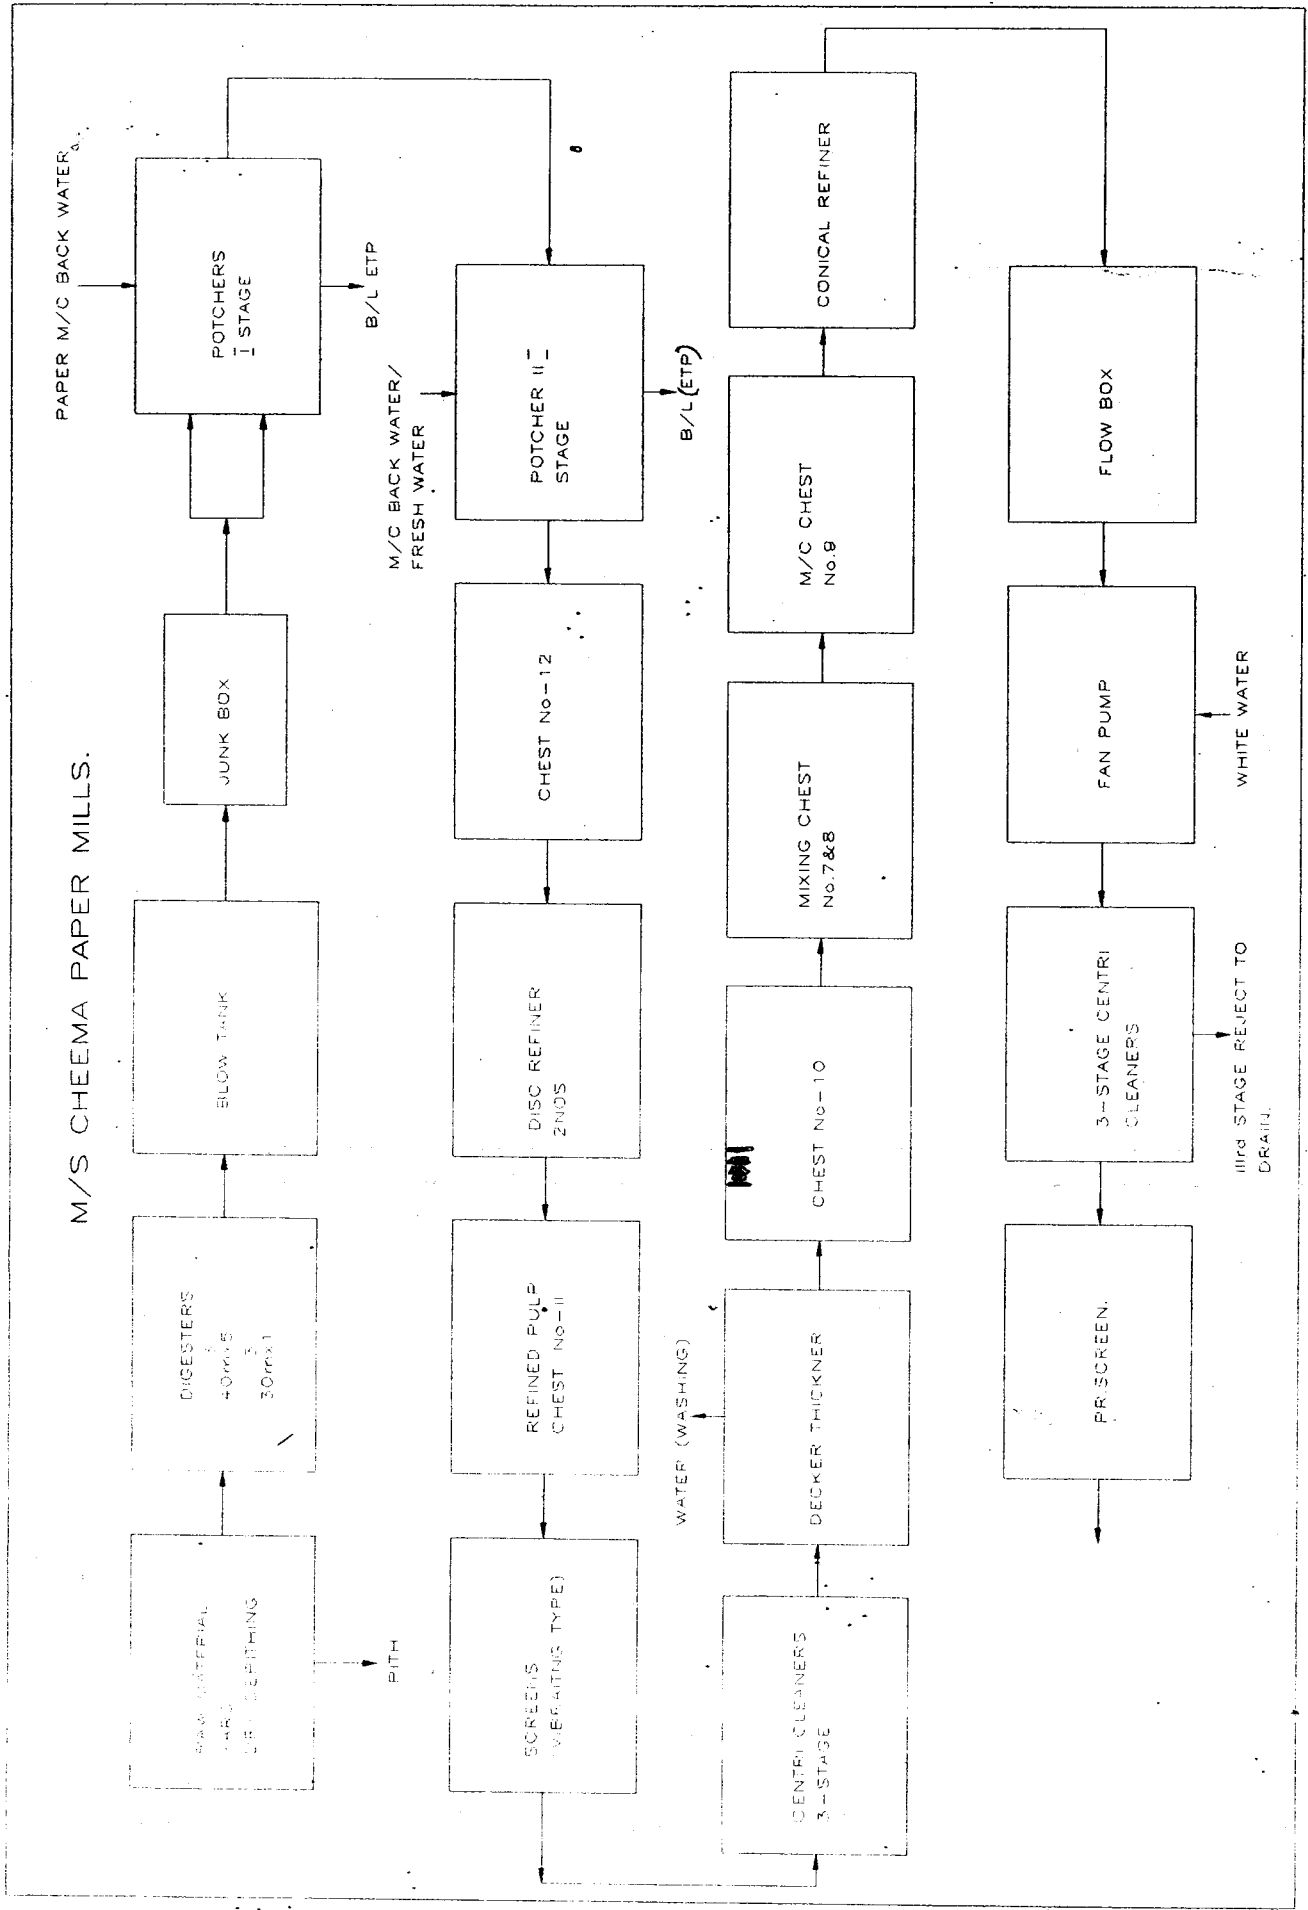 M/S CHEEMA PAPER MILLS.
MATERIAL
DEPITHING
PITH
DIGESTERS
BLOW TANK
JUNK BOX
PAPER M/C BACK WATER
POTCHERS
I STAGE
B/L ETP
M/C BACK WATER/
FRESH WATER
POTCHER II
STAGE
B/L (ETP)
CHEST No-12
DISC REFINER
2NOS
REFINED PULP
CHEST No-11
SCREENS
(VIBRAITNG TYPE)
CENTRI CLEANERS
3-STAGE
WATER (WASHING)
DECKER THICKNER
CHEST No-10
MIXING CHEST
No.7&8
M/C CHEST
No.9
CONICAL REFINER
FLOW BOX
FAN PUMP
WHITE WATER
3-STAGE CENTRI
CLEANERS
IIIrd STAGE REJECT TO
DRAIN.
PR.SCREEN.